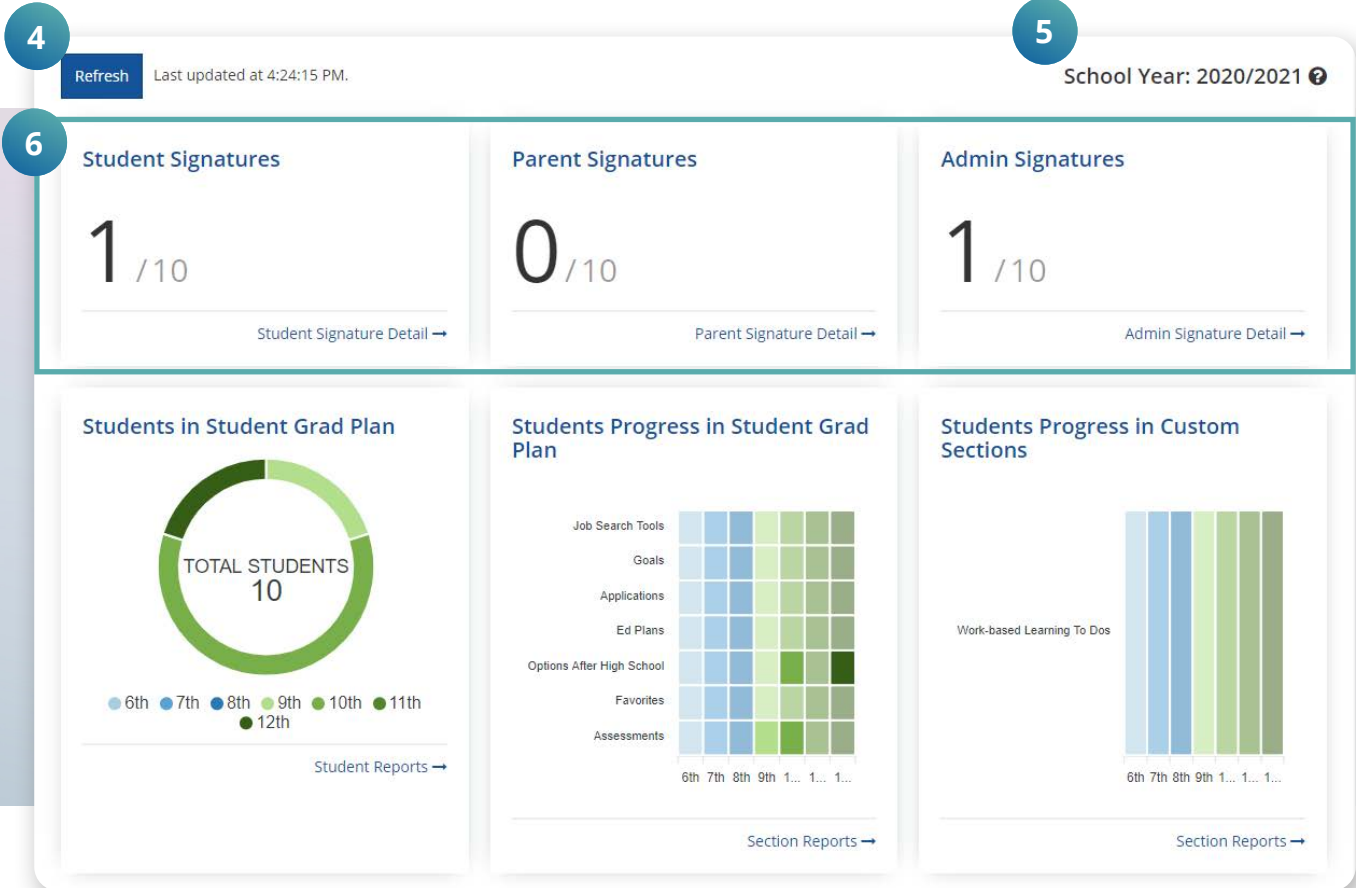 4
5
Refresh
Last updated at 4:24:15 PM.
School Year: 2020/2021 ?
6
Student Signatures
1 /10
Student Signature Detail →
Parent Signatures
0 /10
Parent Signature Detail →
Admin Signatures
1 /10
Admin Signature Detail →
Students in Student Grad Plan
TOTAL STUDENTS
10
6th 7th 8th 9th 10th 11th
12th
Student Reports →
Students Progress in Student Grad
Plan
Job Search Tools
Goals
Applications
Ed Plans
Options After High School
Favorites
Assessments
6th 7th 8th 9th 1... 1... 1...
Section Reports →
Students Progress in Custom
Sections
Work-based Learning To Dos
6th 7th 8th 9th 1... 1... 1...
Section Reports →